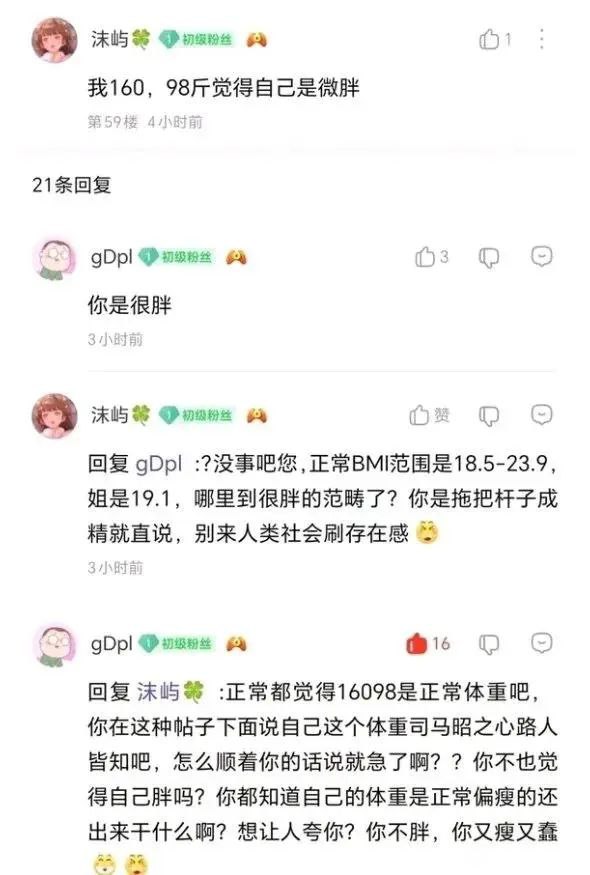 沫屿🍀 1 初级粉丝 1
我160，98斤觉得自己是微胖
第59楼 4小时前
21条回复
gDpl 1 初级粉丝 3
你是很胖
3小时前
沫屿🍀 1 初级粉丝 赞
回复 gDpl :?没事吧您,正常BMI范围是18.5-23.9,
姐是19.1，哪里到很胖的范畴了？你是拖把杆子成
精就直说，别来人类社会刷存在感
3小时前
gDpl 1 初级粉丝 16
回复 沫屿🍀 :正常都觉得16098是正常体重吧，
你在这种帖子下面说自己这个体重司马昭之心路人
皆知吧，怎么顺着你的话说就急了啊？？你不也觉
得自己胖吗？你都知道自己的体重是正常偏瘦的还
出来干什么啊？想让人夸你？你不胖，你又瘦又蠢